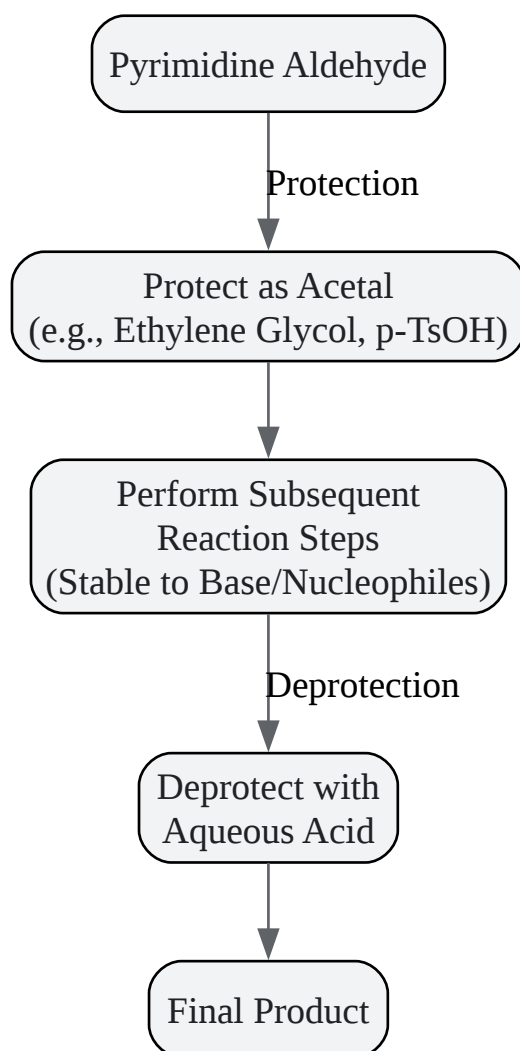 Pyrimidine Aldehyde
Protection
Protect as Acetal
(e.g., Ethylene Glycol, p-TsOH)
Perform Subsequent
Reaction Steps
(Stable to Base/Nucleophiles)
Deprotection
Deprotect with
Aqueous Acid
Final Product